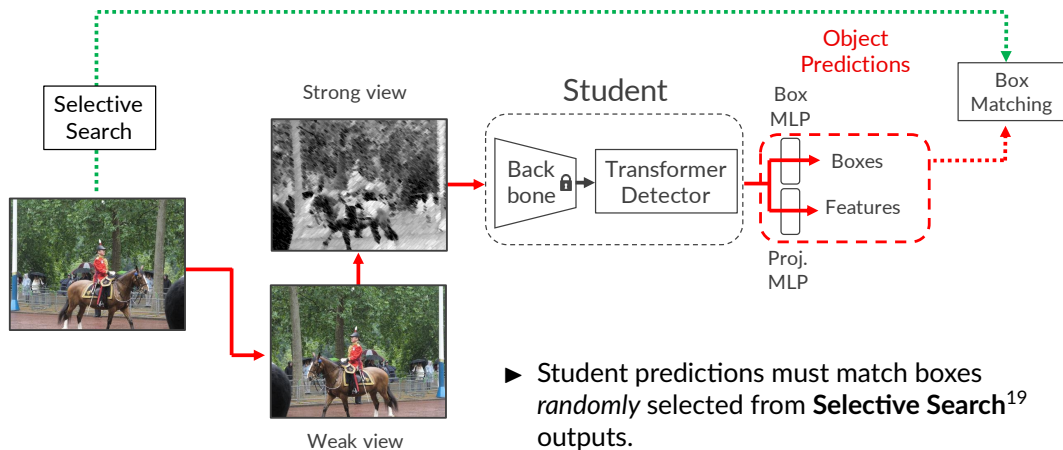 Object
Predictions
Selective
Search
Strong view
Student
Box
MLP
Box
Matching
Back
bone
Transformer
Detector
Boxes
Features
Proj.
MLP
Weak view
► Student predictions must match boxes
randomly selected from Selective Search¹⁹
outputs.